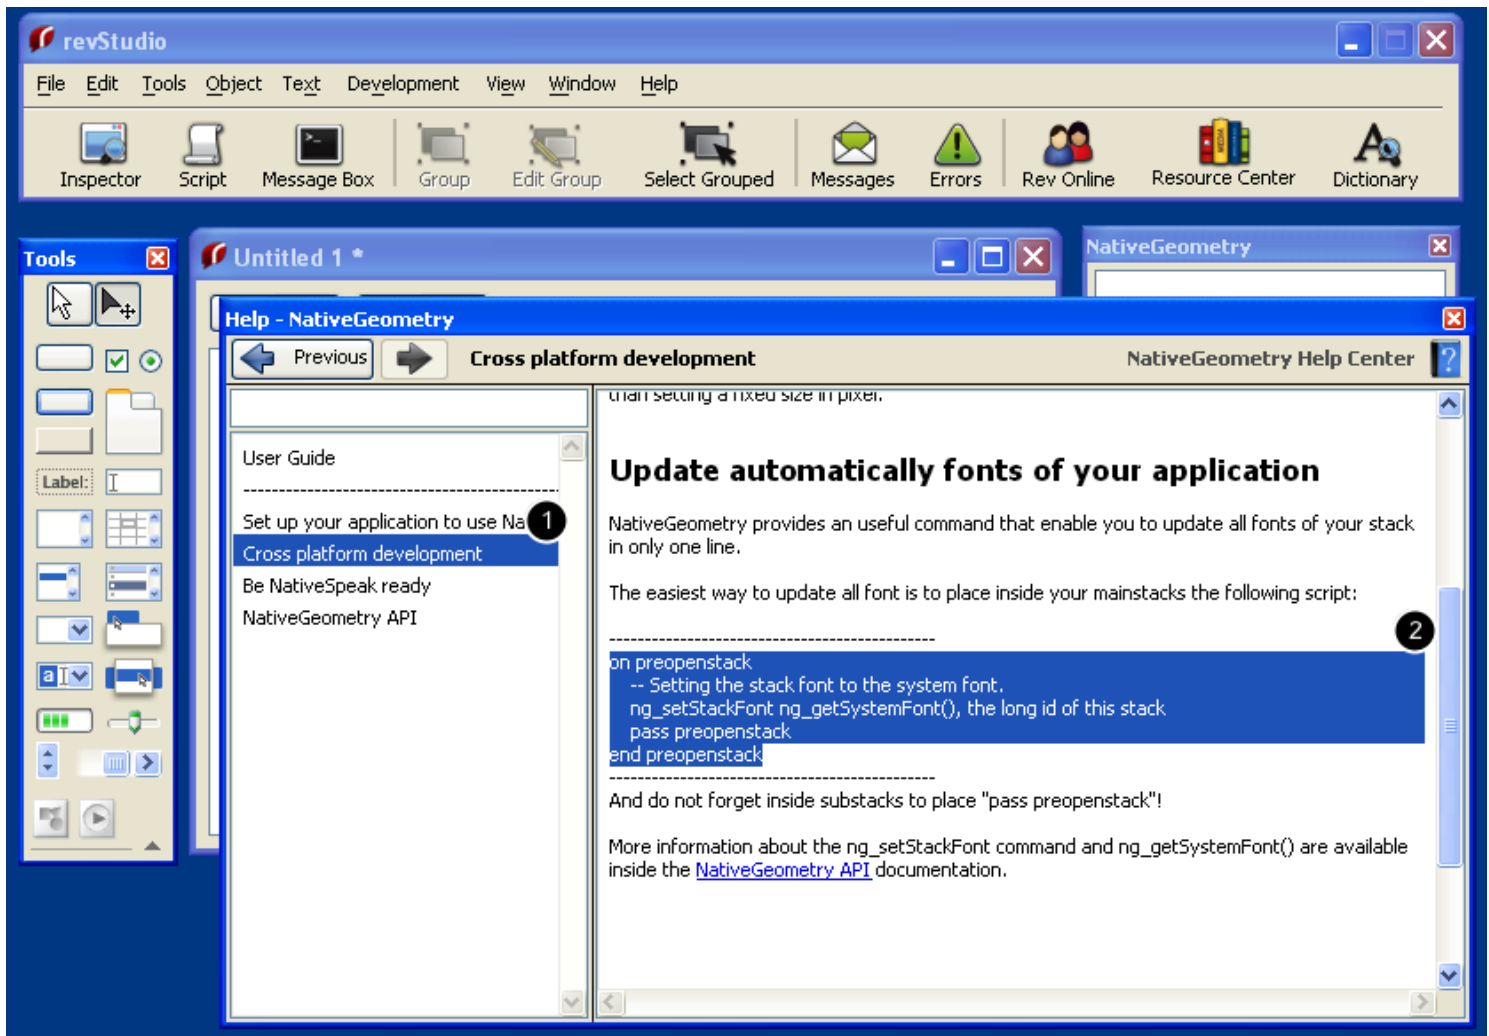 revStudio
File Edit Tools Object Text Development View Window Help
Inspector Script Message Box Group Edit Group Select Grouped Messages Errors Rev Online Resource Center Dictionary
Tools
Untitled 1 *
NativeGeometry
Help - NativeGeometry
Previous
Cross platform development
NativeGeometry Help Center
Label:
User Guide
--------------------------------------------
Set up your application to use Na
1
Cross platform development
Be NativeSpeak ready
NativeGeometry API
than setting a fixed size in pixel.
Update automatically fonts of your application
NativeGeometry provides an useful command that enable you to update all fonts of your stack
in only one line.
The easiest way to update all font is to place inside your mainstacks the following script:
2
---------------------------------------------
on preopenstack
-- Setting the stack font to the system font.
ng_setStackFont ng_getSystemFont(), the long id of this stack
pass preopenstack
end preopenstack
---------------------------------------------
And do not forget inside substacks to place "pass preopenstack"!
More information about the ng_setStackFont command and ng_getSystemFont() are available
inside the NativeGeometry API documentation.